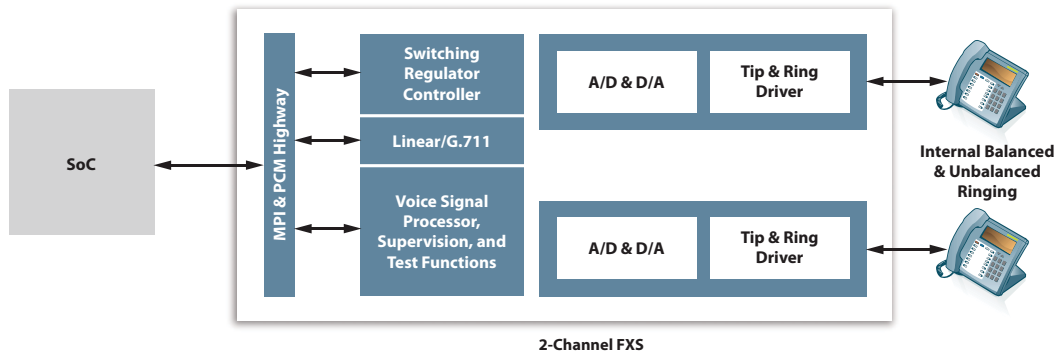 SoC
MPI & PCM Highway
Switching
Regulator
Controller
Linear/G.711
Voice Signal
Processor,
Supervision, and
Test Functions
A/D & D/A
Tip & Ring
Driver
A/D & D/A
Tip & Ring
Driver
Internal Balanced
& Unbalanced
Ringing
2-Channel FXS